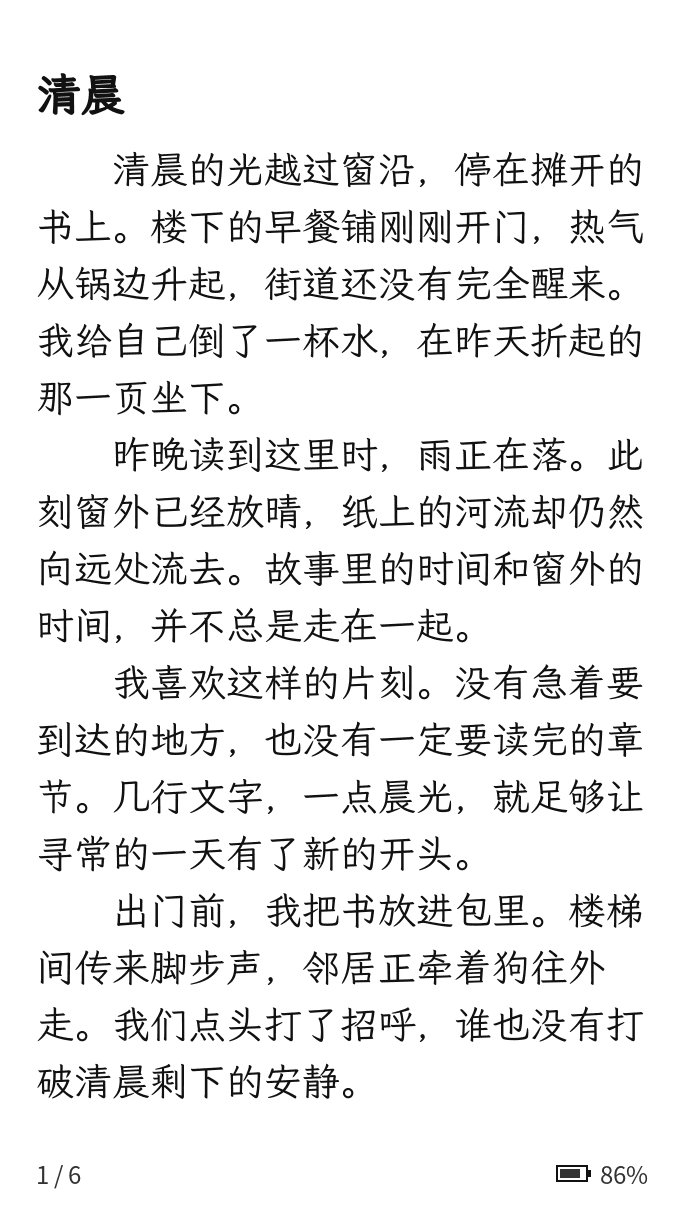 清晨
清晨的光越过窗沿，停在摊开的
书上。楼下的早餐铺刚刚开门，热气
从锅边升起，街道还没有完全醒来。
我给自己倒了一杯水，在昨天折起的
那一页坐下。
昨晚读到这里时，雨正在落。此
刻窗外已经放晴，纸上的河流却仍然
向远处流去。故事里的时间和窗外的
时间，并不总是走在一起。
我喜欢这样的片刻。没有急着要
到达的地方，也没有一定要读完的章
节。几行文字，一点晨光，就足够让
寻常的一天有了新的开头。
出门前，我把书放进包里。楼梯
间传来脚步声，邻居正牵着狗往外
走。我们点头打了招呼，谁也没有打
破清晨剩下的安静。
1 / 6
86%